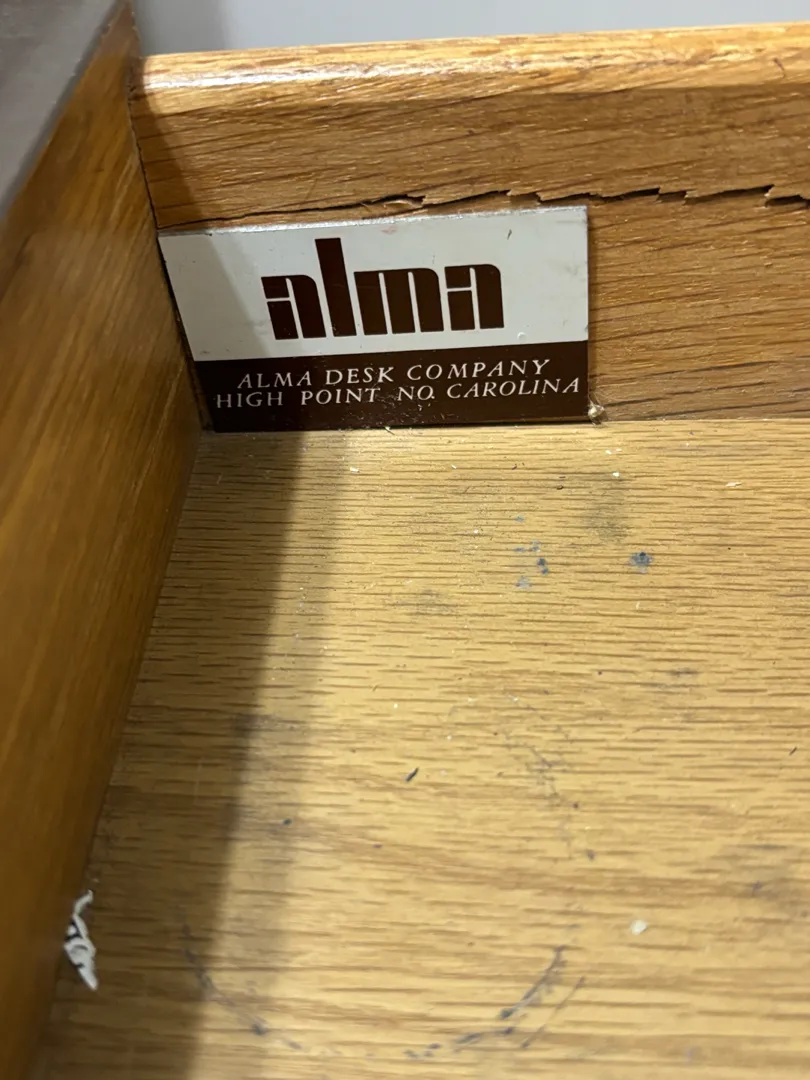 alma
ALMA DESK COMPANY
HIGH POINT NO. CAROLINA